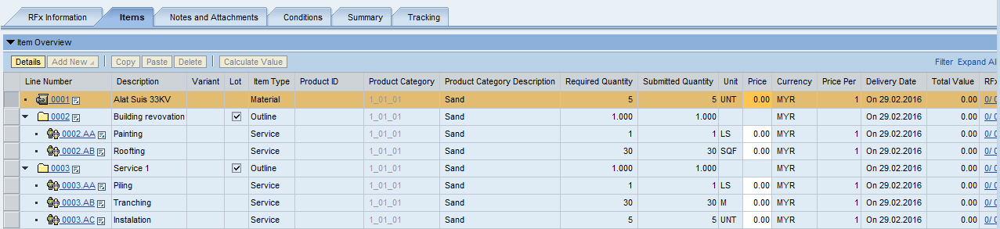 RFx Information Items Notes and Attachments Conditions Summary Tracking
Item Overview
Details Add New Copy Paste Delete Calculate Value Filter Expand Al
Line Number Description Variant Lot Item Type Product ID Product Category Product Category Description Required Quantity Submitted Quantity Unit Price Currency Price Per Delivery Date Total Value RFx
0001 Alat Suis 33KV Material 1_01_01 Sand 5 5 UNT 0.00 MYR 1 On 29.02.2016 0.00 0/ 0
0002 Building revovation Outline 1_01_01 Sand 1.000 1.000 MYR On 29.02.2016 0.00 0/ 0
0002.AA Painting Service 1_01_01 Sand 1 1 LS 0.00 MYR 1 On 29.02.2016 0.00 0/ 0
0002.AB Roofting Service 1_01_01 Sand 30 30 SQF 0.00 MYR 1 On 29.02.2016 0.00 0/ 0
0003 Service 1 Outline 1_01_01 Sand 1.000 1.000 MYR On 29.02.2016 0.00 0/ 0
0003.AA Piling Service 1_01_01 Sand 1 1 LS 0.00 MYR 1 On 29.02.2016 0.00 0/ 0
0003.AB Tranching Service 1_01_01 Sand 30 30 M 0.00 MYR 1 On 29.02.2016 0.00 0/ 0
0003.AC Instalation Service 1_01_01 Sand 5 5 UNT 0.00 MYR 1 On 29.02.2016 0.00 0/ 0